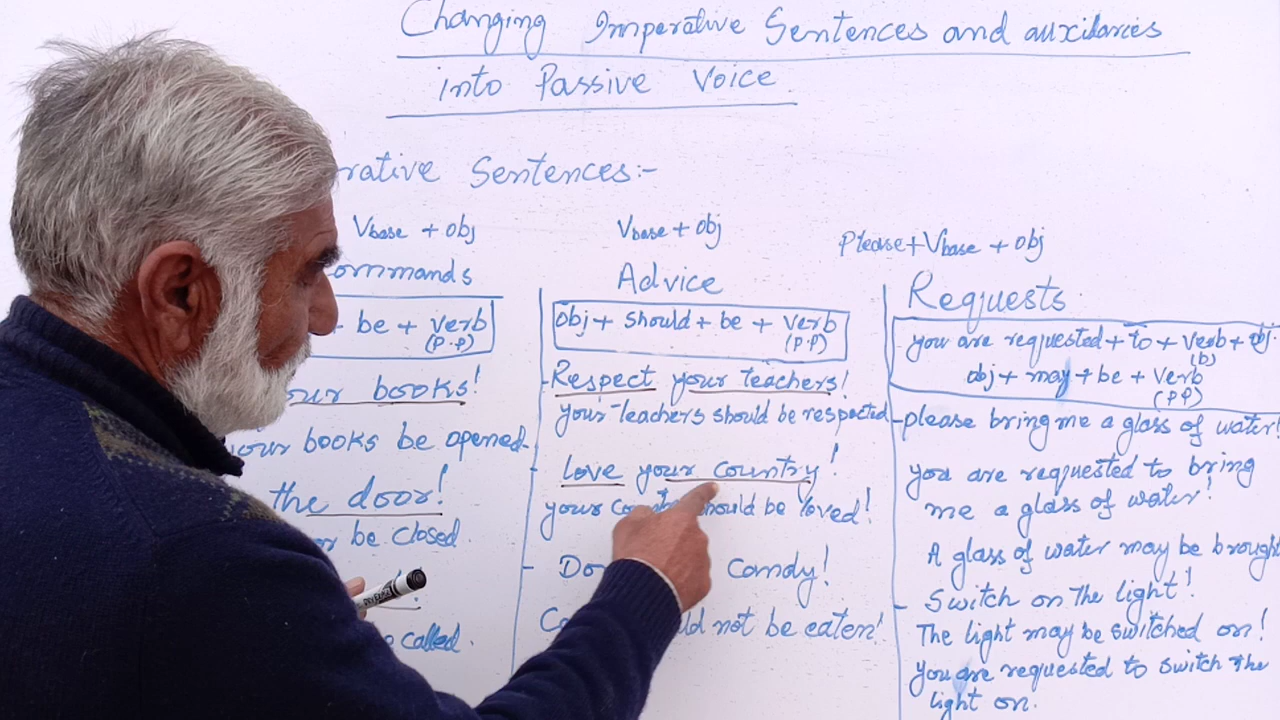 Changing Imperative Sentences and auxilaries
into Passive Voice.
rative Sentences:-
Vbase + obj
ommands
be + verb
(p.p)
our books!
your books be opened.
the door!
or be closed.
called.
Vbase + obj
Advice
Obj + should + be + verb
(p.p)
- Respect your teachers!
your teachers should be respected
- love your country!
your should be loved!
- Do candy!
ld not be eaten!
Please + Vbase + obj
Requests
you are requested + to + verb + obj.
(b)
obj + may + be + verb
(p.p)
- please bring me a glass of water!
you are requested to bring
me a glass of water!
A glass of water may be brought
- Switch on the light!
The light may be switched on!
you are requested to switch the
light on.